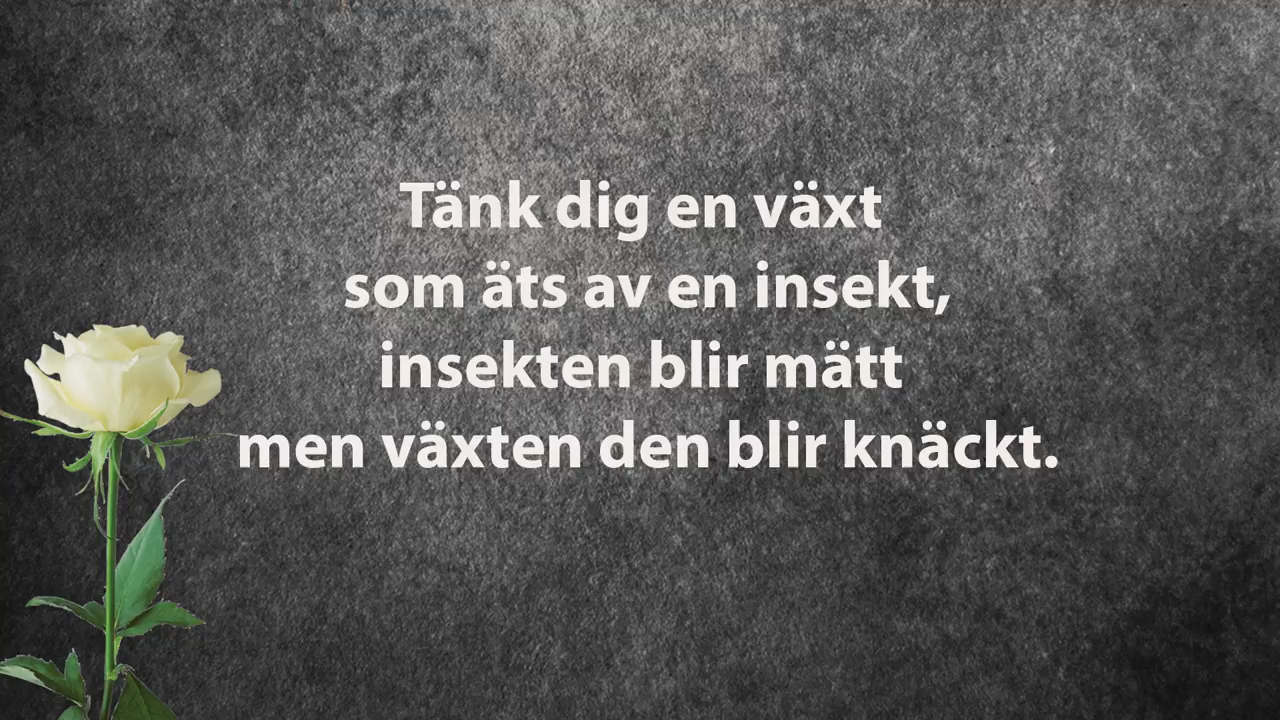 Tänk dig en växt
som äts av en insekt,
insekten blir mätt
men växten den blir knäckt.